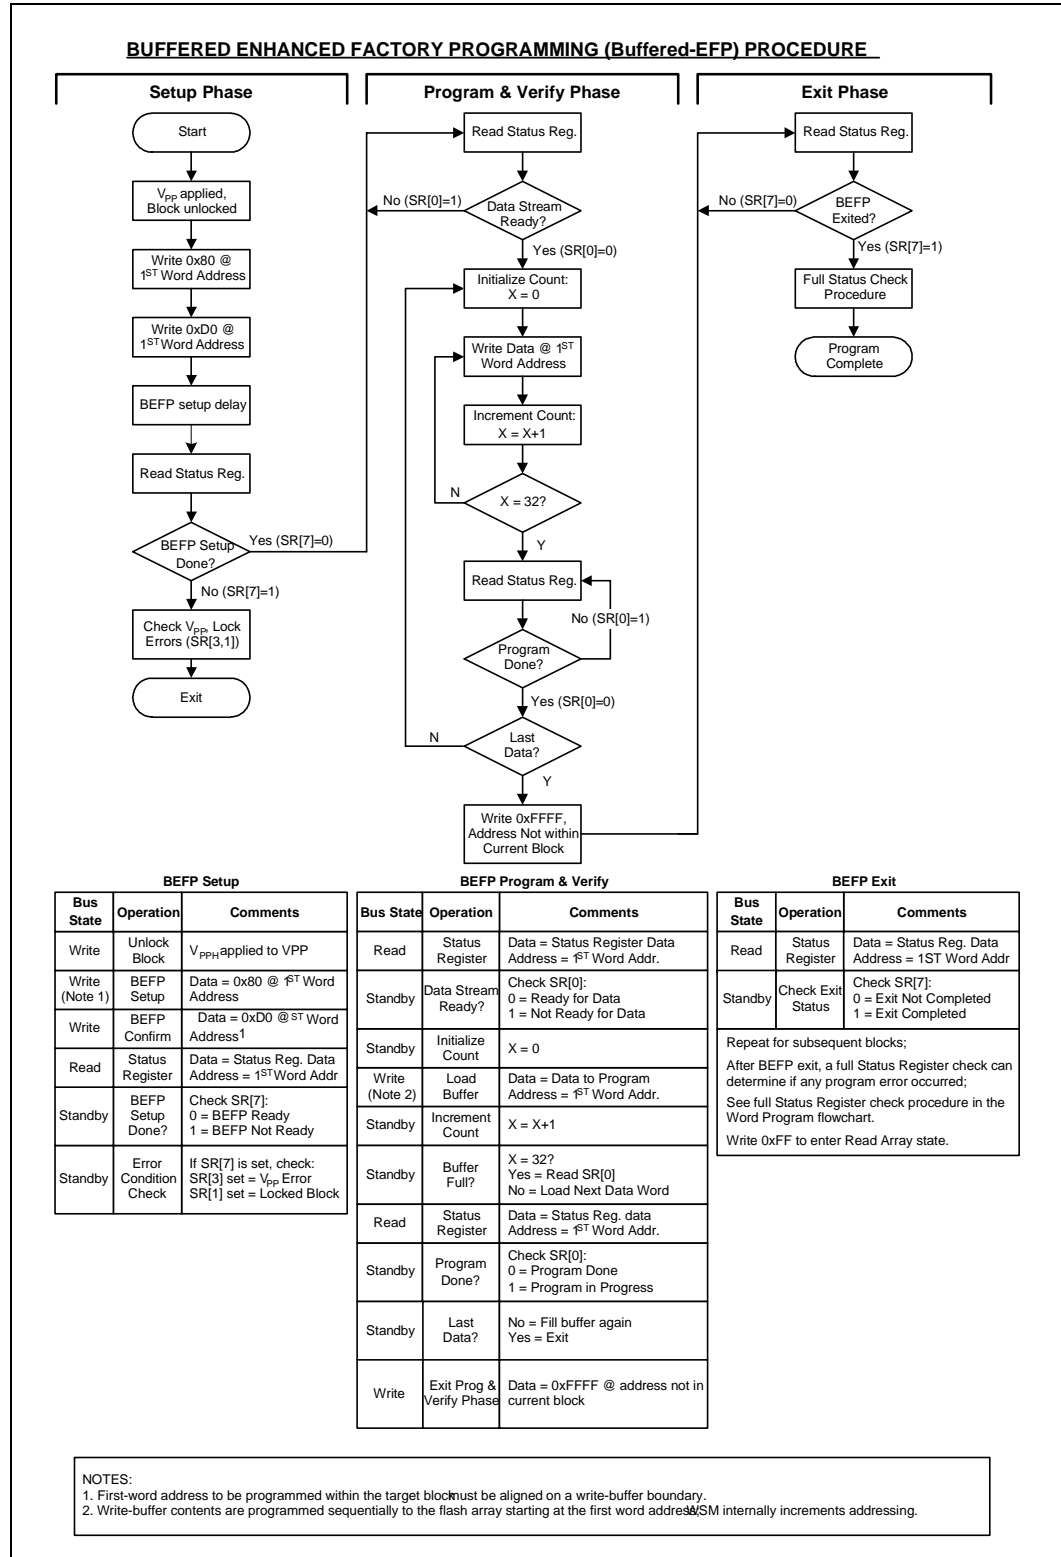 BUFFERED ENHANCED FACTORY PROGRAMMING (Buffered-EFP) PROCEDURE
Setup Phase
Start
VPP applied,
Block unlocked
Write 0x80 @
1ST Word Address
Write 0xD0 @
1ST Word Address
BEFP setup delay
Read Status Reg.
BEFP Setup
Done?
Yes (SR[7]=0)
No (SR[7]=1)
Check VPP, Lock
Errors (SR[3,1])
Exit
Program & Verify Phase
Read Status Reg.
No (SR[0]=1)
Data Stream
Ready?
Yes (SR[0]=0)
Initialize Count:
X = 0
Write Data @ 1ST
Word Address
Increment Count:
X = X+1
N
X = 32?
Y
Read Status Reg.
No (SR[0]=1)
Program
Done?
Yes (SR[0]=0)
N
Last
Data?
Y
Write 0xFFFF,
Address Not within
Current Block
Exit Phase
Read Status Reg.
No (SR[7]=0)
BEFP
Exited?
Yes (SR[7]=1)
Full Status Check
Procedure
Program
Complete
BEFP Setup
Bus State Operation Comments
Write Unlock Block VPPH applied to VPP
Write (Note 1) BEFP Setup Data = 0x80 @ 1ST Word Address
Write BEFP Confirm Data = 0xD0 @ ST Word Address1
Read Status Register Data = Status Reg. Data Address = 1ST Word Addr
Standby BEFP Setup Done? Check SR[7]:
0 = BEFP Ready
1 = BEFP Not Ready
Standby Error Condition Check If SR[7] is set, check:
SR[3] set = VPP Error
SR[1] set = Locked Block
BEFP Program & Verify
Bus State Operation Comments
Read Status Register Data = Status Register Data Address = 1ST Word Addr.
Standby Data Stream Ready? Check SR[0]:
0 = Ready for Data
1 = Not Ready for Data
Standby Initialize Count X = 0
Write (Note 2) Load Buffer Data = Data to Program Address = 1ST Word Addr.
Standby Increment Count X = X+1
Standby Buffer Full? X = 32?
Yes = Read SR[0]
No = Load Next Data Word
Read Status Register Data = Status Reg. data Address = 1ST Word Addr.
Standby Program Done? Check SR[0]:
0 = Program Done
1 = Program in Progress
Standby Last Data? No = Fill buffer again
Yes = Exit
Write Exit Prog & Verify Phase Data = 0xFFFF @ address not in current block
BEFP Exit
Bus State Operation Comments
Read Status Register Data = Status Reg. Data Address = 1ST Word Addr
Standby Check Exit Status Check SR[7]:
0 = Exit Not Completed
1 = Exit Completed
Repeat for subsequent blocks;
After BEFP exit, a full Status Register check can
determine if any program error occurred;
See full Status Register check procedure in the
Word Program flowchart.
Write 0xFF to enter Read Array state.
NOTES:
1. First-word address to be programmed within the target block must be aligned on a write-buffer boundary.
2. Write-buffer contents are programmed sequentially to the flash array starting at the first word address; WSM internally increments addressing.